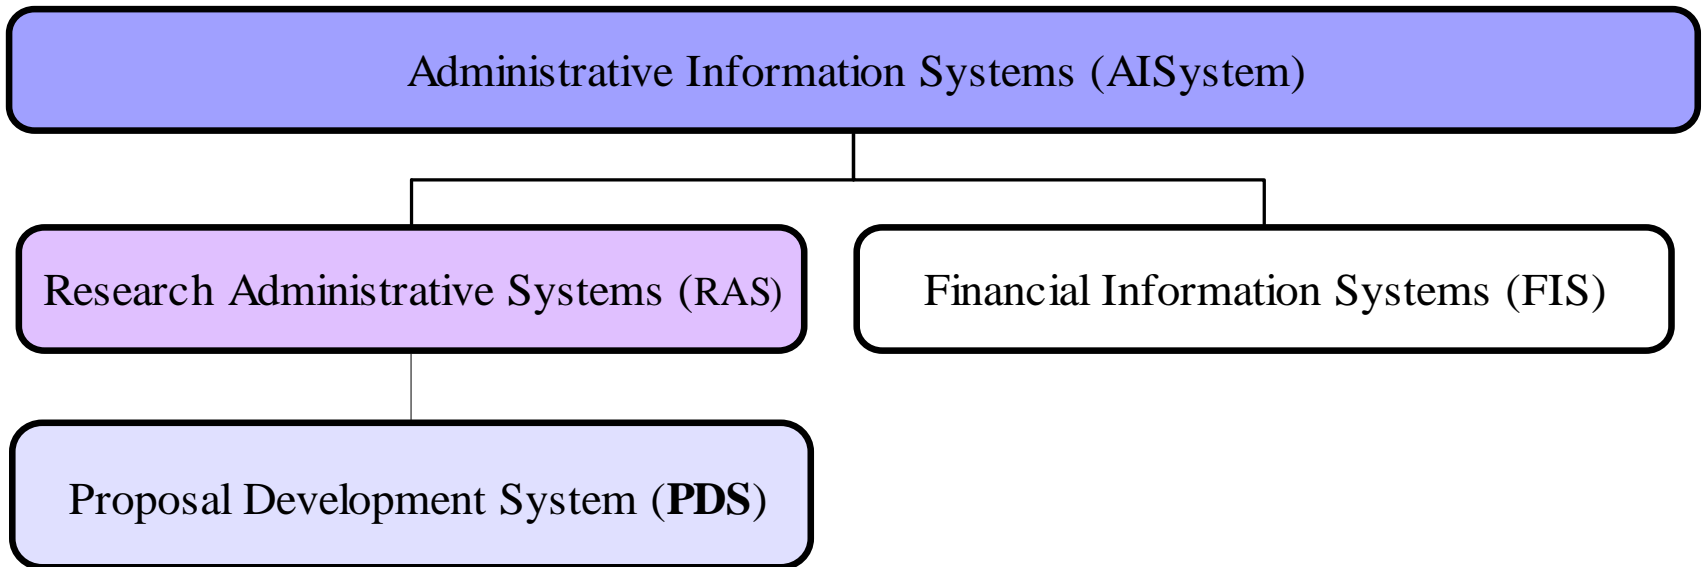 Administrative Information Systems (AISystem)
Research Administrative Systems (RAS)
Financial Information Systems (FIS)
Proposal Development System (PDS)